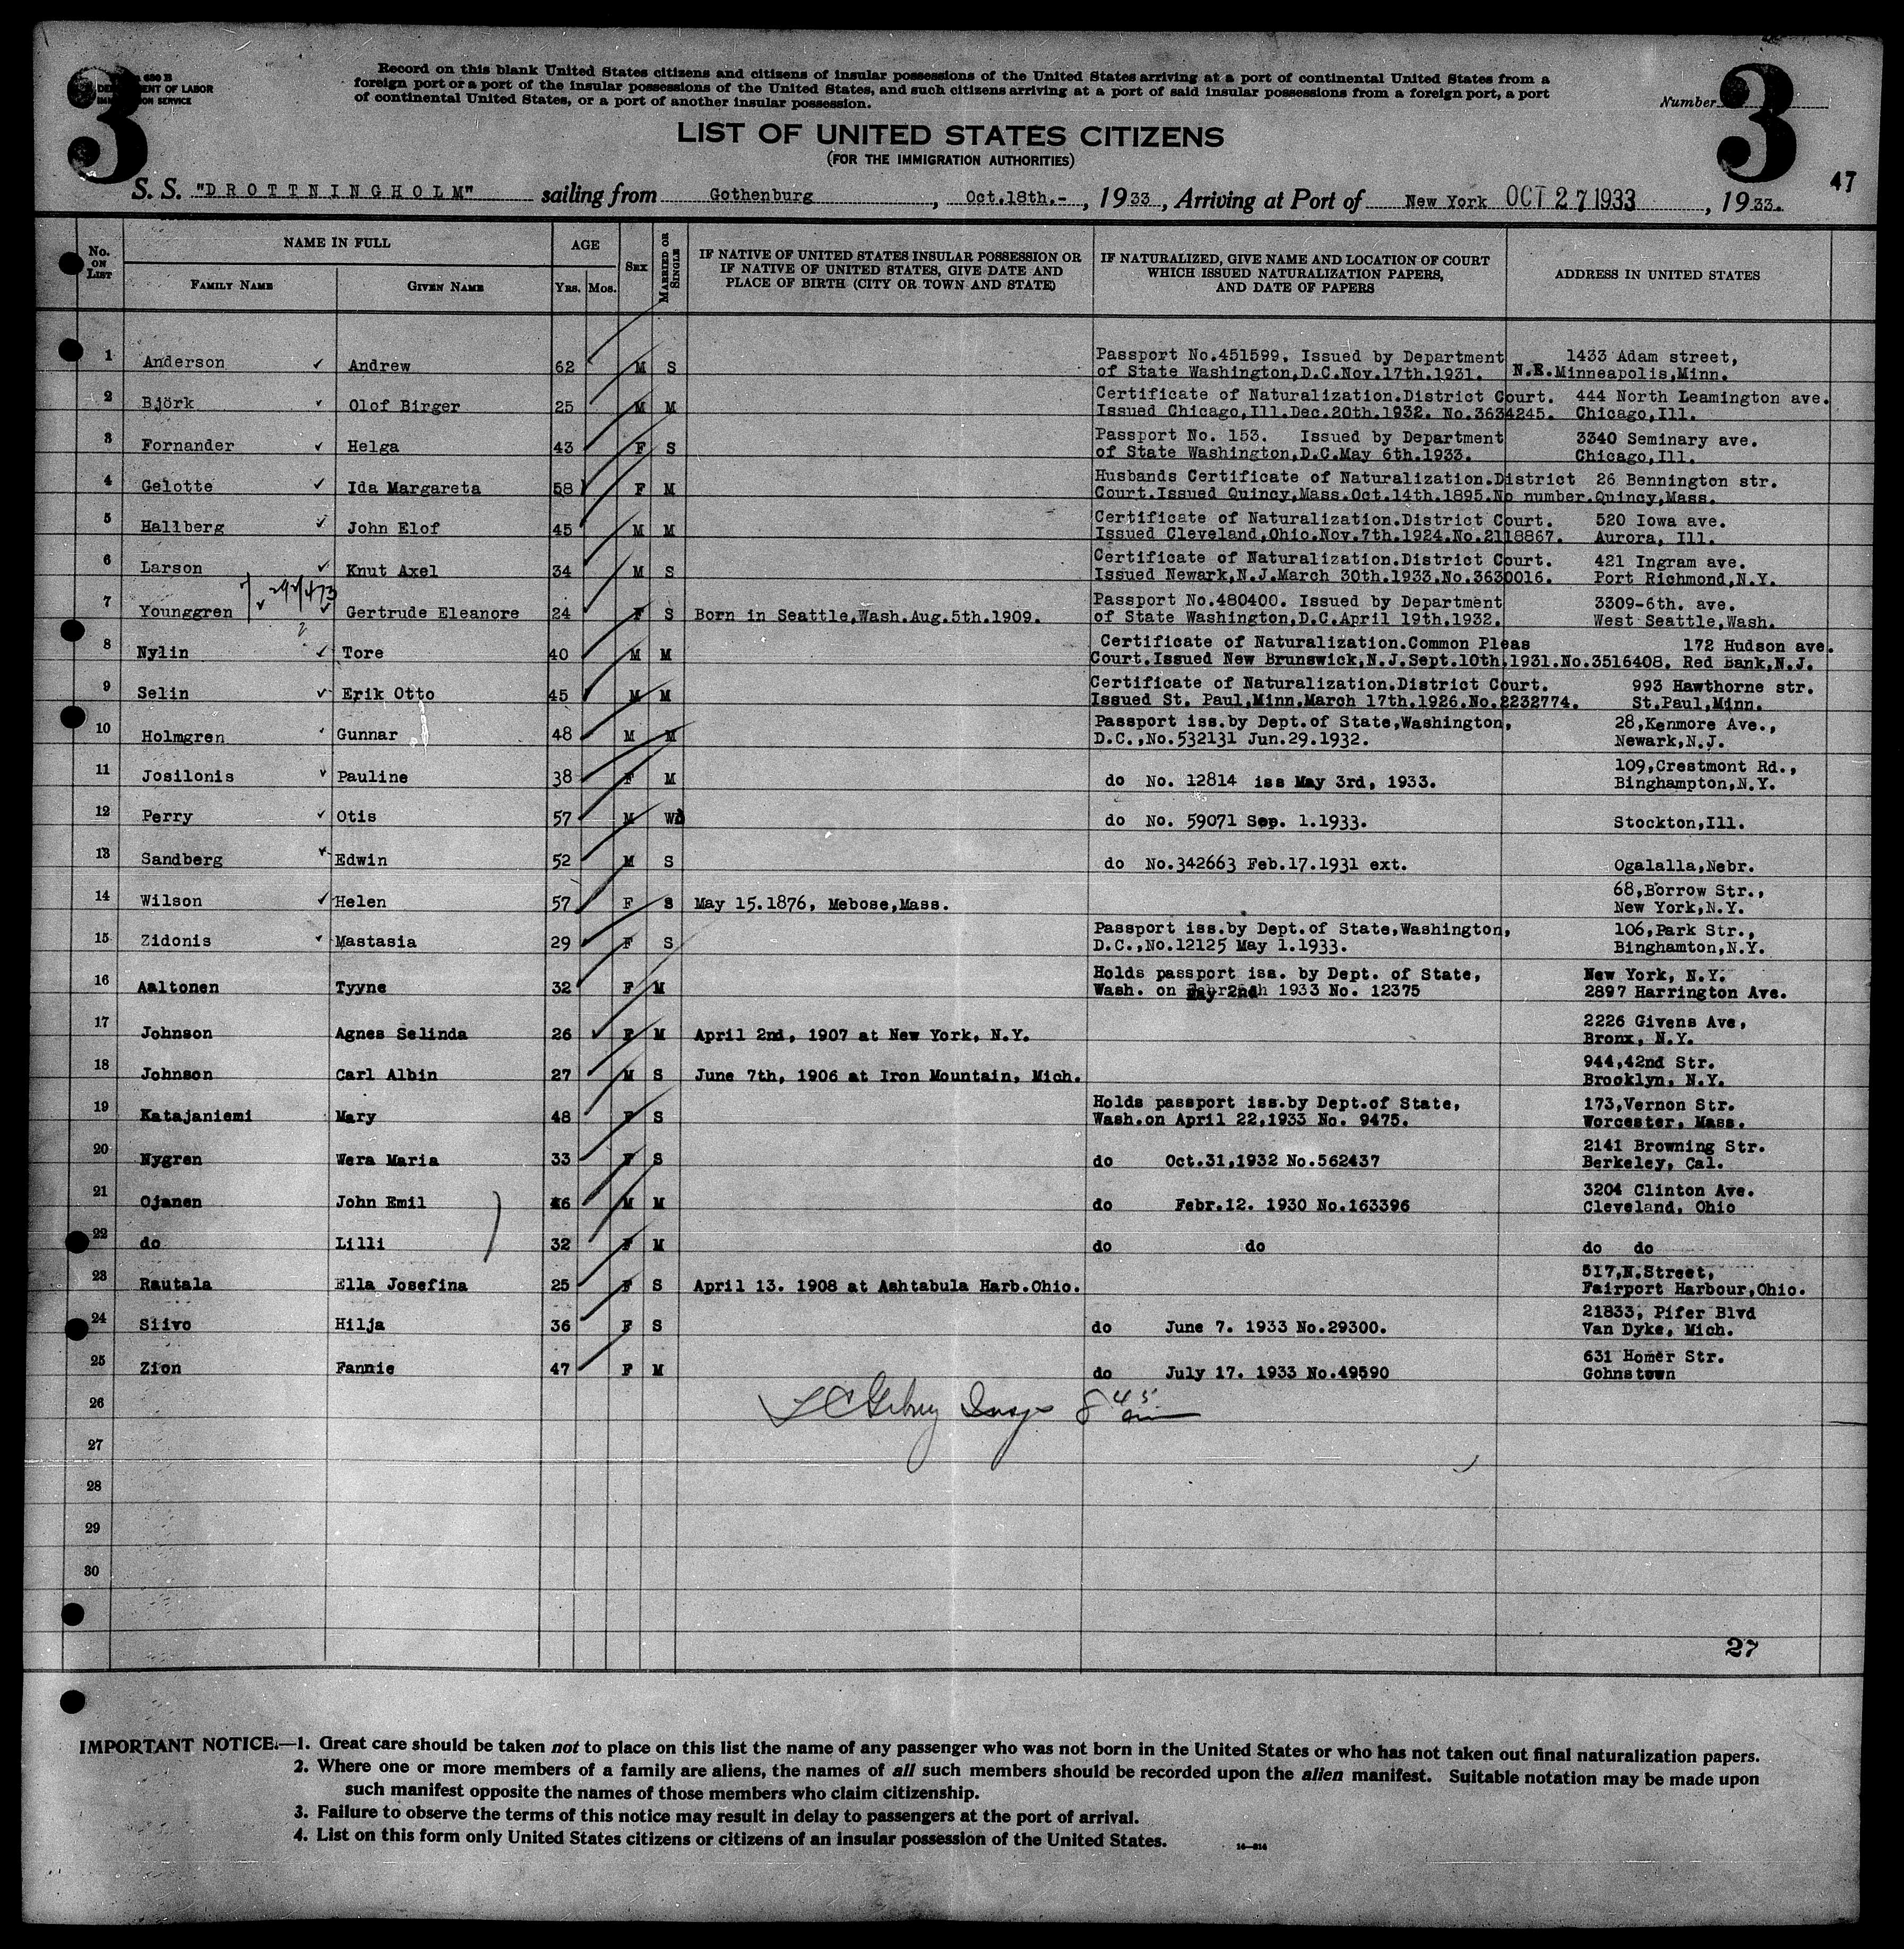 3
630 B
DEPARTMENT OF LABOR
IMMIGRATION SERVICE
Record on this blank United States citizens and citizens of insular possessions of the United States arriving at a port of continental United States from a
foreign port or a port of the insular possessions of the United States, and such citizens arriving at a port of said insular possessions from a foreign port, a port
of continental United States, or a port of another insular possession.
Number
3
LIST OF UNITED STATES CITIZENS
(FOR THE IMMIGRATION AUTHORITIES)
47
S. S. "DROTTNINGHOLM" sailing from Gothenburg, Oct.18th.-, 1933, Arriving at Port of New York OCT 27 1933, 1933.
No. ON LIST
NAME IN FULL
FAMILY NAME
GIVEN NAME
AGE
YRS. MOS.
SEX
MARRIED OR SINGLE
IF NATIVE OF UNITED STATES INSULAR POSSESSION OR
IF NATIVE OF UNITED STATES, GIVE DATE AND
PLACE OF BIRTH (CITY OR TOWN AND STATE)
IF NATURALIZED, GIVE NAME AND LOCATION OF COURT
WHICH ISSUED NATURALIZATION PAPERS,
AND DATE OF PAPERS
ADDRESS IN UNITED STATES
1 Anderson Andrew 62 M S Passport No.451599. Issued by Department 1433 Adam street,
of State Washington,D.C.Nov.17th.1931. N.E.Minneapolis,Minn.
2 Björk Olof Birger 25 M M Certificate of Naturalization.District Court. 444 North Leamington ave.
Issued Chicago,Ill.Dec.20th.1932. No.3634245. Chicago,Ill.
3 Fornander Helga 43 F S Passport No. 153. Issued by Department 3340 Seminary ave.
of State Washington,D.C.May 6th.1933. Chicago,Ill.
4 Gelotte Ida Margareta 58 F M Husbands Certificate of Naturalization.District 26 Bennington str.
Court.Issued Quincy,Mass.Oct.14th.1895.No number.Quincy,Mass.
5 Hallberg John Elof 45 M M Certificate of Naturalization.District Court. 520 Iowa ave.
Issued Cleveland,Ohio.Nov.7th.1924.No.2118867. Aurora, Ill.
6 Larson Knut Axel 34 M S Certificate of Naturalization.District Court. 421 Ingram ave.
Issued Newark,N.J.March 30th.1933.No.3630016. Port Richmond,N.Y.
7 Younggren Gertrude Eleanore 24 F S Born in Seattle,Wash.Aug.5th.1909. Passport No.480400. Issued by Department 3309-6th. ave.
of State Washington,D.C.April 19th.1932. West Seattle,Wash.
8 Nylin Tore 40 M M Certificate of Naturalization.Common Pleas 172 Hudson ave.
Court.Issued New Brunswick,N.J.Sept.10th.1931.No.3516408. Red Bank,N.J.
9 Selin Erik Otto 45 M M Certificate of Naturalization.District Court. 993 Hawthorne str.
Issued St. Paul,Minn.March 17th.1926.No.2232774. St.Paul,Minn.
10 Holmgren Gunnar 48 M M Passport iss.by Dept.of State,Washington, 28,Kenmore Ave.,
D.C.,No.532131 Jun.29.1932. Newark,N.J.
11 Josilonis Pauline 38 F M do No. 12814 iss May 3rd, 1933. 109,Crestmont Rd.,
Binghampton,N.Y.
12 Perry Otis 57 M Wd do No. 59071 Sep. 1.1933. Stockton,Ill.
13 Sandberg Edwin 52 M S do No.342663 Feb.17.1931 ext. Ogalalla,Nebr.
14 Wilson Helen 57 F S May 15.1876, Mebose,Mass. 68,Borrow Str.,
New York,N.Y.
15 Zidonis Mastasia 29 F S Passport iss.by Dept.of State,Washington, 106,Park Str.,
D.C.,No.12125 May 1.1933. Binghamton,N.Y.
16 Aaltonen Tyyne 32 F M Holds passport iss. by Dept. of State, New York, N.Y.
Wash. on May 2nd 1933 No. 12375 2897 Harrington Ave.
17 Johnson Agnes Selinda 26 F M April 2nd, 1907 at New York, N.Y. 2226 Givens Ave,
Bronx, N.Y.
18 Johnson Carl Albin 27 M S June 7th, 1906 at Iron Mountain, Mich. 944,42nd Str.
Brooklyn, N.Y.
19 Katajaniemi Mary 48 F S Holds passport iss.by Dept.of State, 173,Vernon Str.
Wash.on April 22,1933 No. 9475. Worcester, Mass.
20 Nygren Wera Maria 33 F S do Oct.31,1932 No.562437 2141 Browning Str.
Berkeley, Cal.
21 Ojanen John Emil 46 M M do Febr.12. 1930 No.163396 3204 Clinton Ave.
Cleveland, Ohio
22 do Lilli 32 F M do do do do
23 Rautala Ella Josefina 25 F S April 13. 1908 at Ashtabula Harb.Ohio. 517,N.Street,
Fairport Harbour,Ohio.
24 Siivo Hilja 36 F S do June 7. 1933 No.29300. 21833, Pifer Blvd
Van Dyke, Mich.
25 Zion Fannie 47 F M do July 17. 1933 No.49590 631 Homer Str.
Gohnstown
26
27
28
29
30
8 45 am
27
IMPORTANT NOTICE.—1. Great care should be taken not to place on this list the name of any passenger who was not born in the United States or who has not taken out final naturalization papers.
2. Where one or more members of a family are aliens, the names of all such members should be recorded upon the alien manifest. Suitable notation may be made upon
such manifest opposite the names of those members who claim citizenship.
3. Failure to observe the terms of this notice may result in delay to passengers at the port of arrival.
4. List on this form only United States citizens or citizens of an insular possession of the United States.
14—814